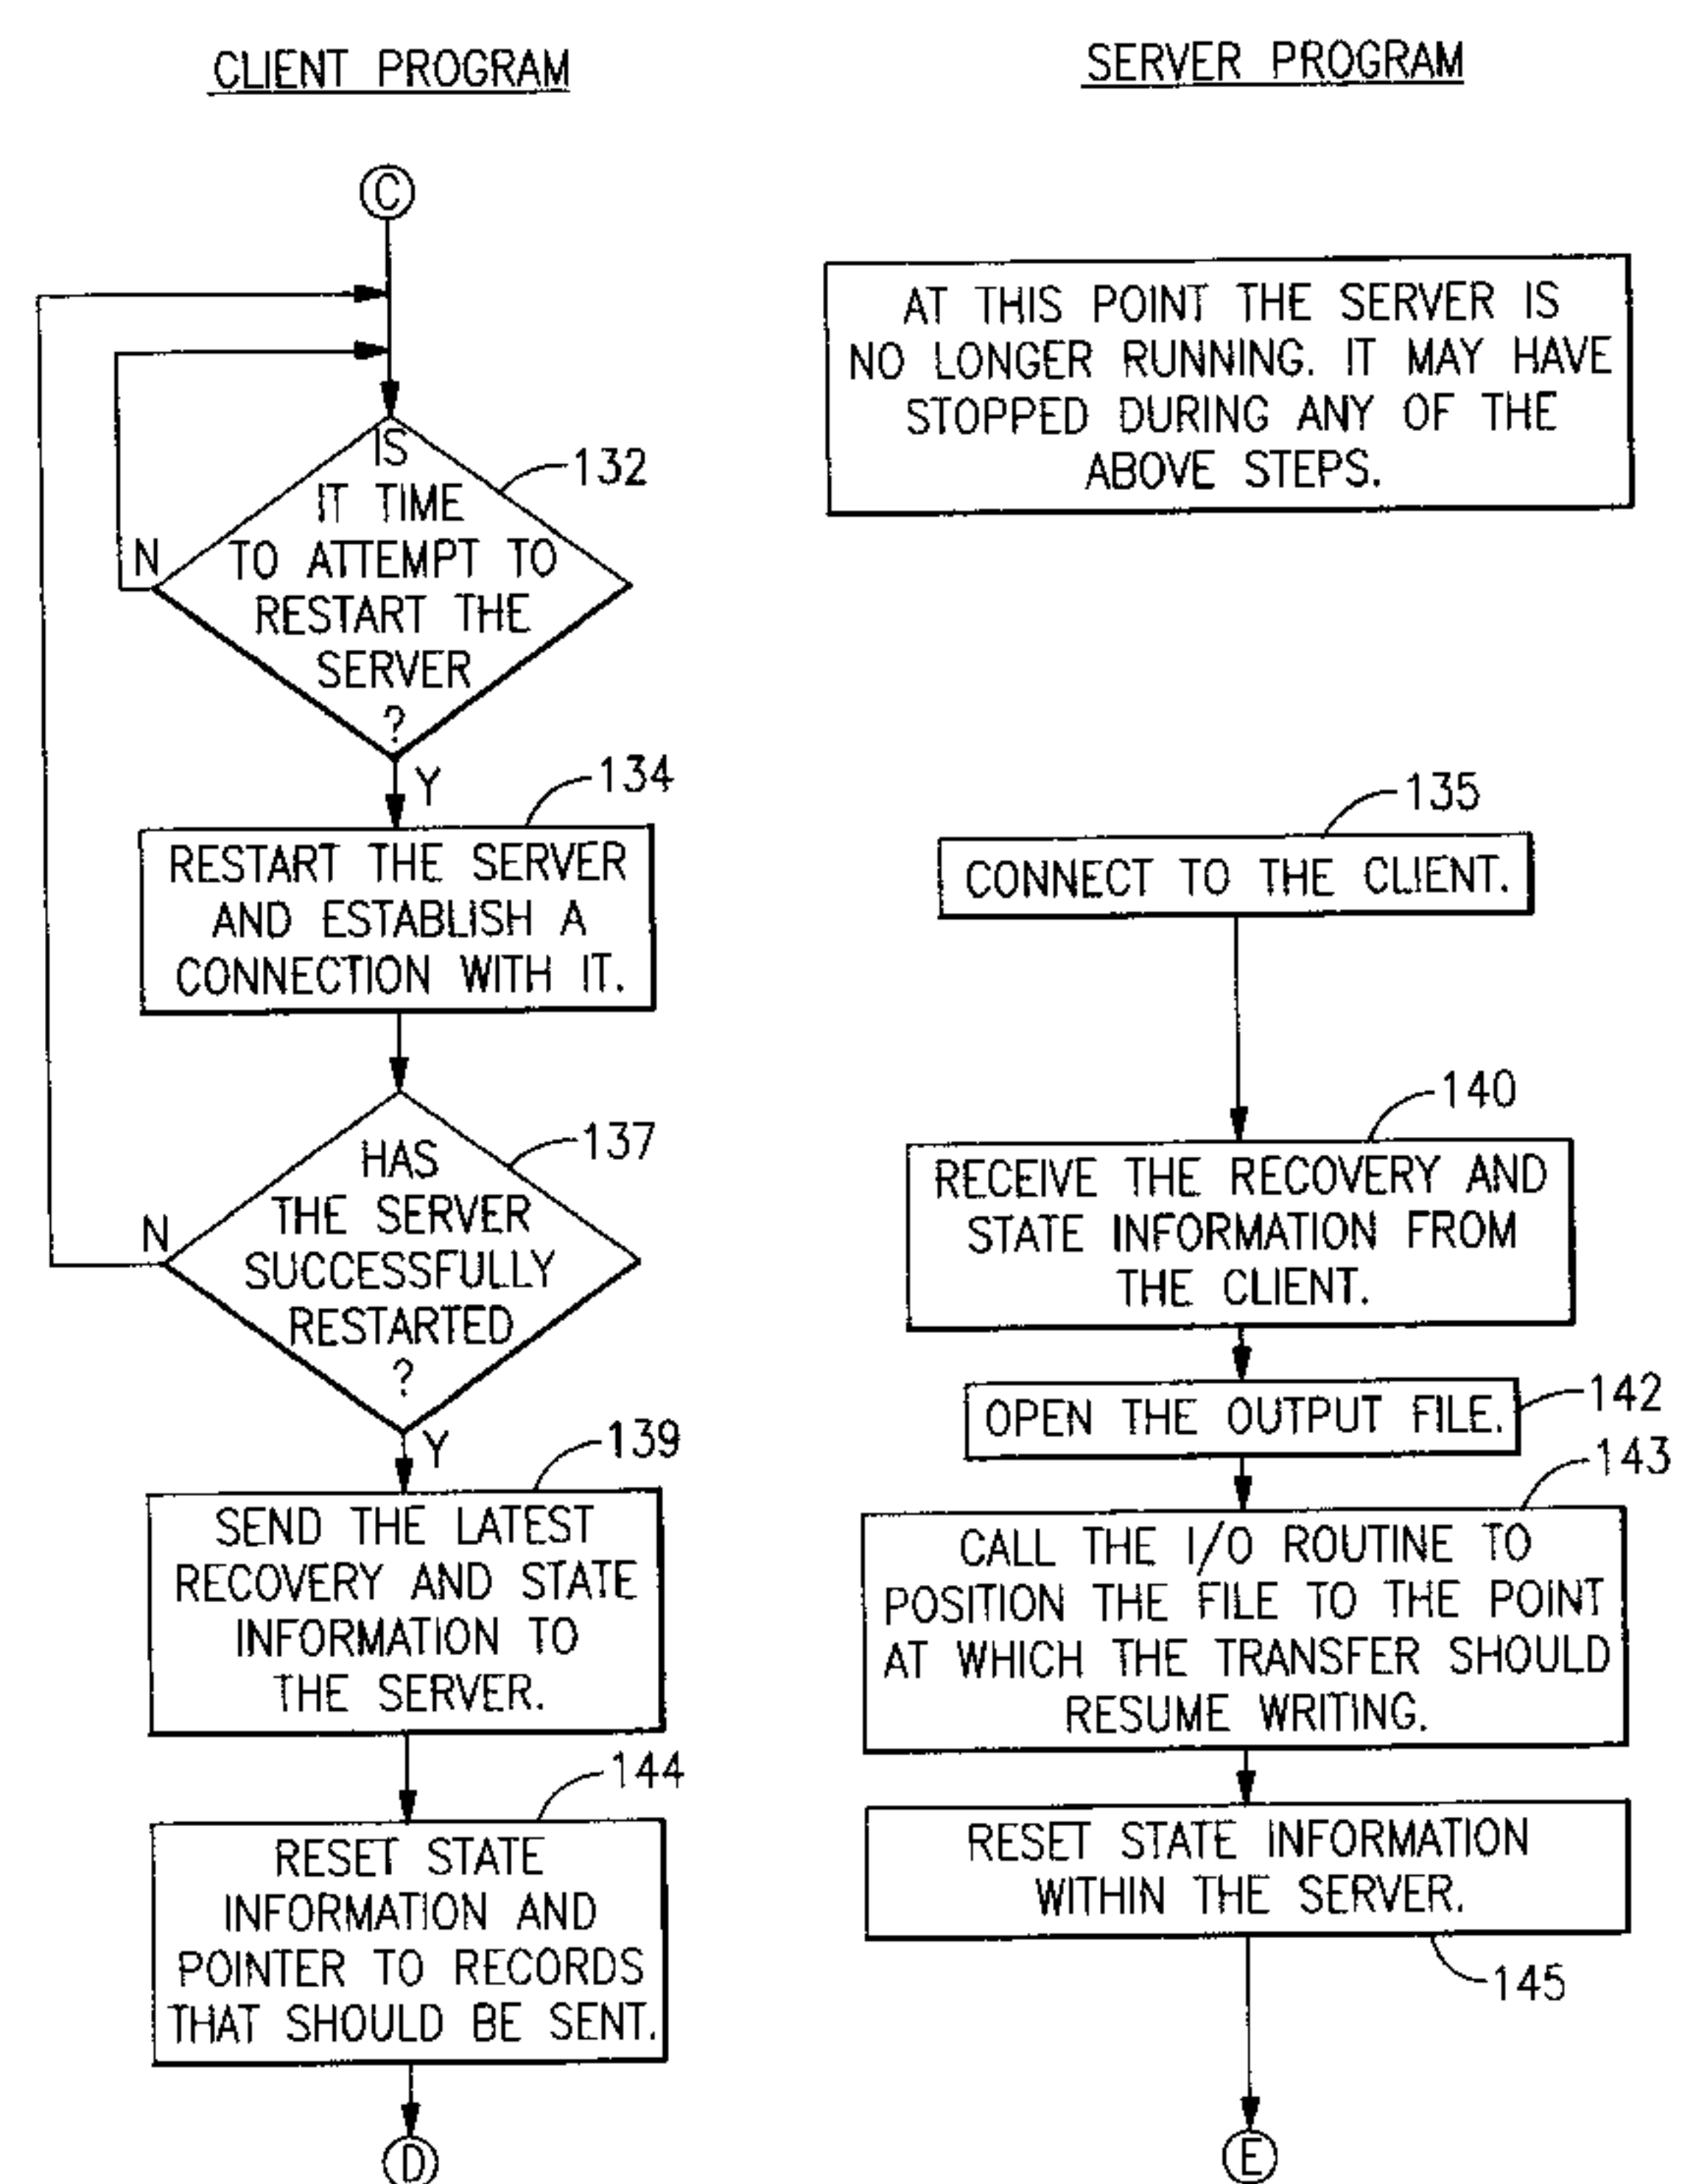 CLIENT PROGRAM
C
IS
IT TIME
TO ATTEMPT TO
RESTART THE
SERVER
?
132
N
Y
134
RESTART THE SERVER
AND ESTABLISH A
CONNECTION WITH IT.
137
HAS
THE SERVER
SUCCESSFULLY
RESTARTED
?
N
Y
139
SEND THE LATEST
RECOVERY AND STATE
INFORMATION TO
THE SERVER.
144
RESET STATE
INFORMATION AND
POINTER TO RECORDS
THAT SHOULD BE SENT.
D
SERVER PROGRAM
AT THIS POINT THE SERVER IS
NO LONGER RUNNING. IT MAY HAVE
STOPPED DURING ANY OF THE
ABOVE STEPS.
135
CONNECT TO THE CLIENT.
140
RECEIVE THE RECOVERY AND
STATE INFORMATION FROM
THE CLIENT.
142
OPEN THE OUTPUT FILE.
143
CALL THE I/O ROUTINE TO
POSITION THE FILE TO THE POINT
AT WHICH THE TRANSFER SHOULD
RESUME WRITING.
RESET STATE INFORMATION
WITHIN THE SERVER.
145
E